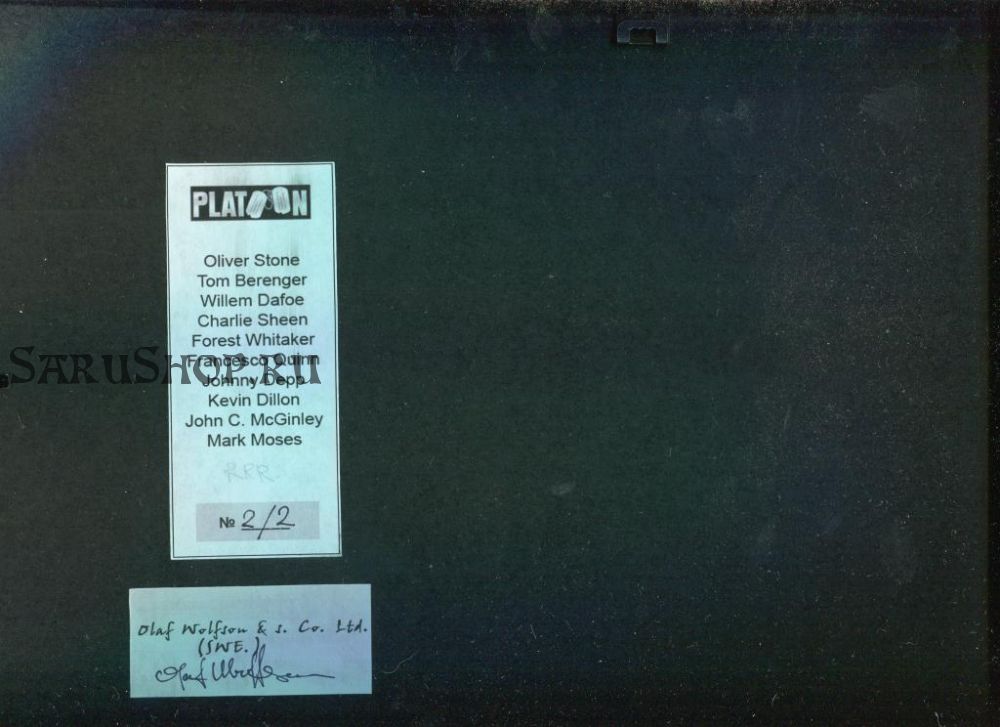 PLATOON
Oliver Stone
Tom Berenger
Willem Dafoe
Charlie Sheen
Forest Whitaker
Francesco Quinn
SARUSHOP.RU
Johnny Depp
Kevin Dillon
John C. McGinley
Mark Moses
RRR
№ 2/2
Olaf Wolfson & s. Co. Ltd.
(SWE.)